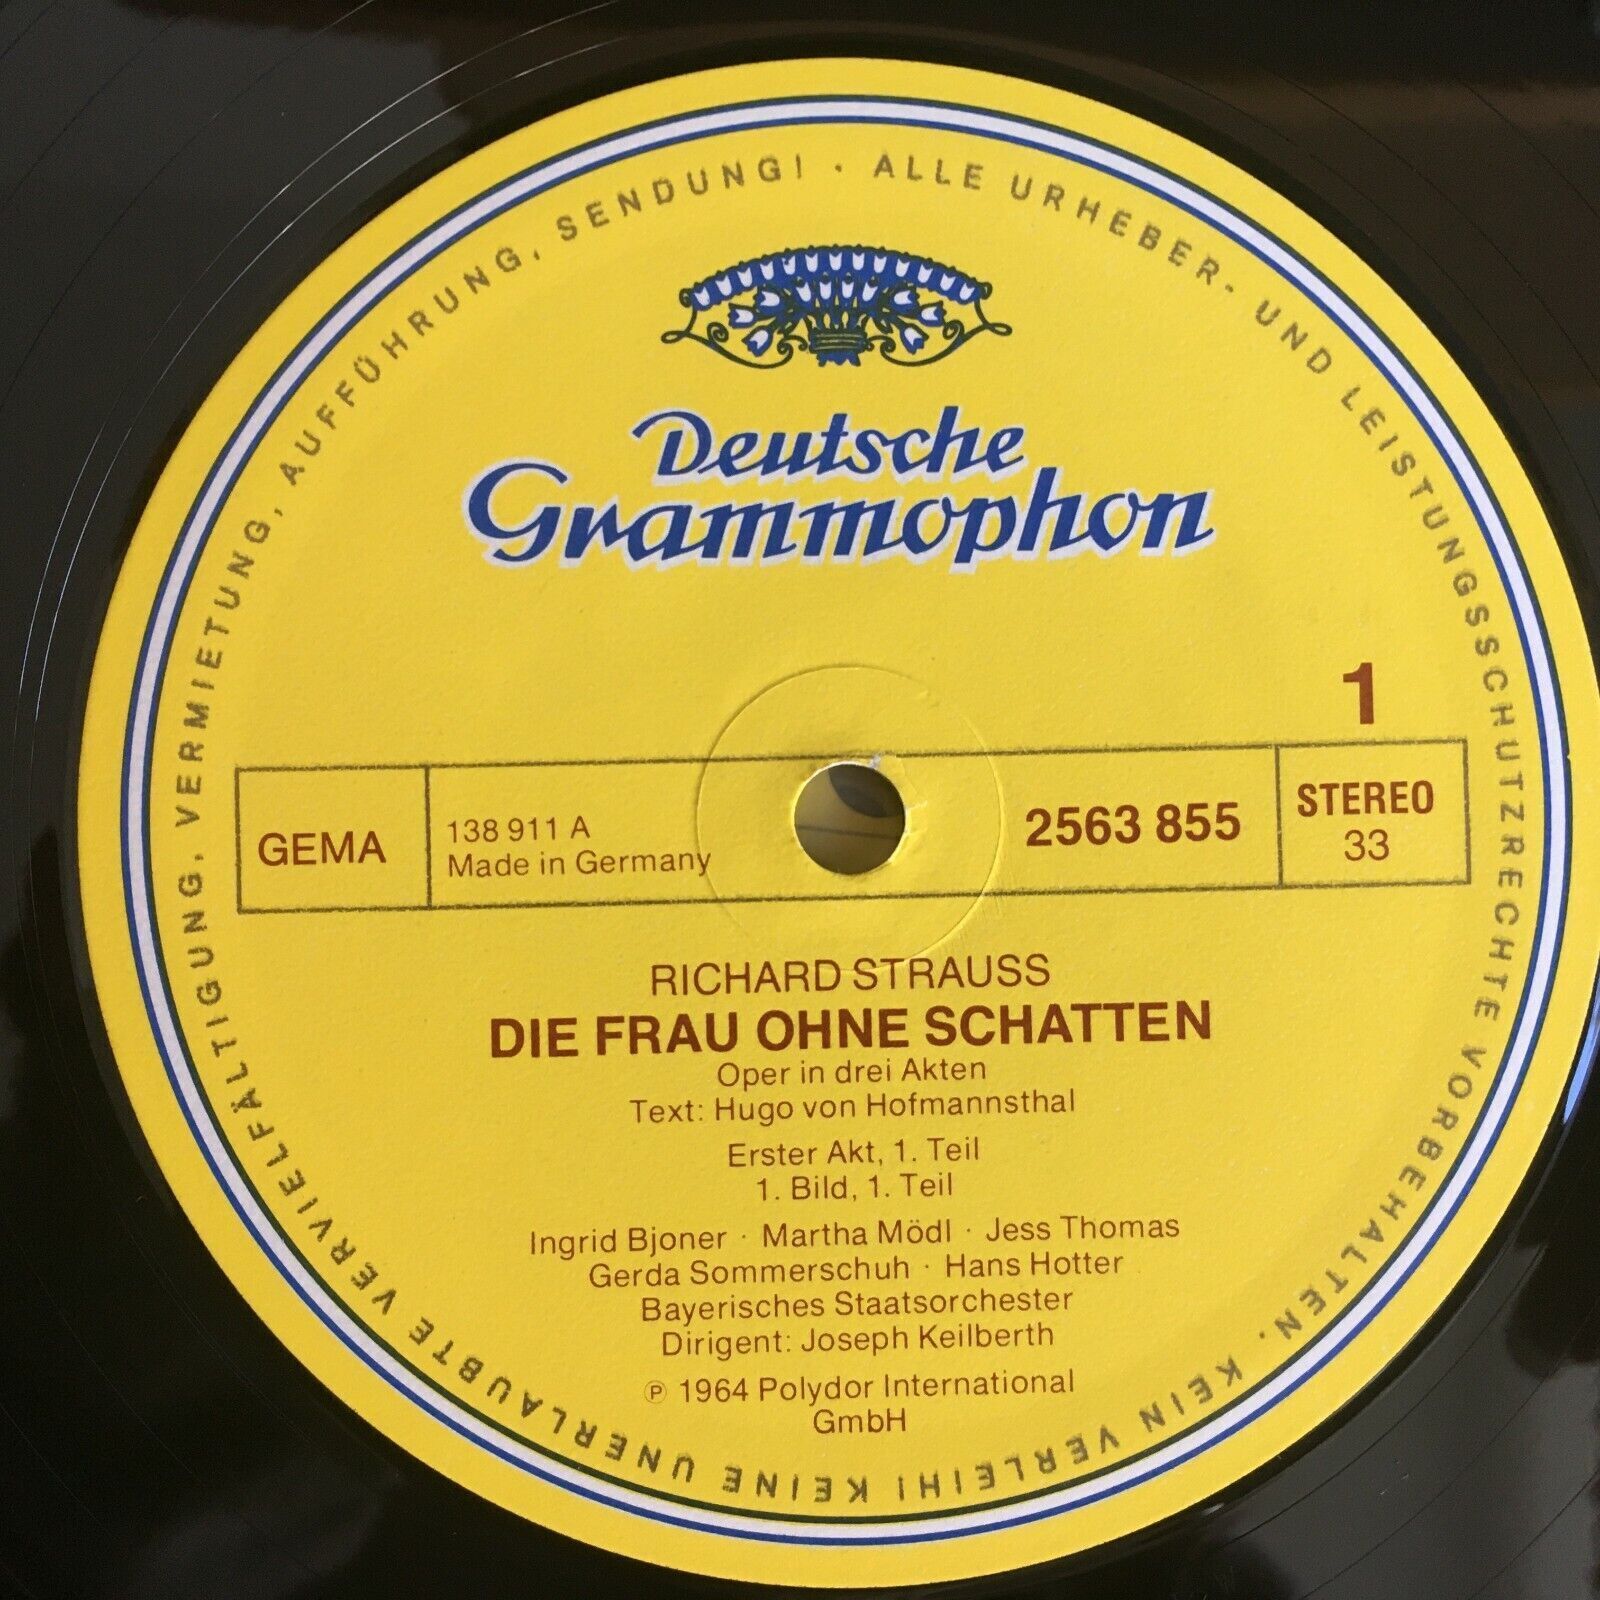 ALLE URHEBER- UND LEISTUNGSSCHUTZRECHTE VORBEHALTEN. KEIN VERLEIH! KEINE UNERLAUBTE VERVIELFÄLTIGUNG, VERMIETUNG, AUFFÜHRUNG, SENDUNG! ·
Deutsche
Grammophon
1
GEMA
138 911 A
Made in Germany
2563 855
STEREO
33
RICHARD STRAUSS
DIE FRAU OHNE SCHATTEN
Oper in drei Akten
Text: Hugo von Hofmannsthal
Erster Akt, 1. Teil
1. Bild, 1. Teil
Ingrid Bjoner · Martha Mödl · Jess Thomas
Gerda Sommerschuh · Hans Hotter
Bayerisches Staatsorchester
Dirigent: Joseph Keilberth
℗ 1964 Polydor International
GmbH